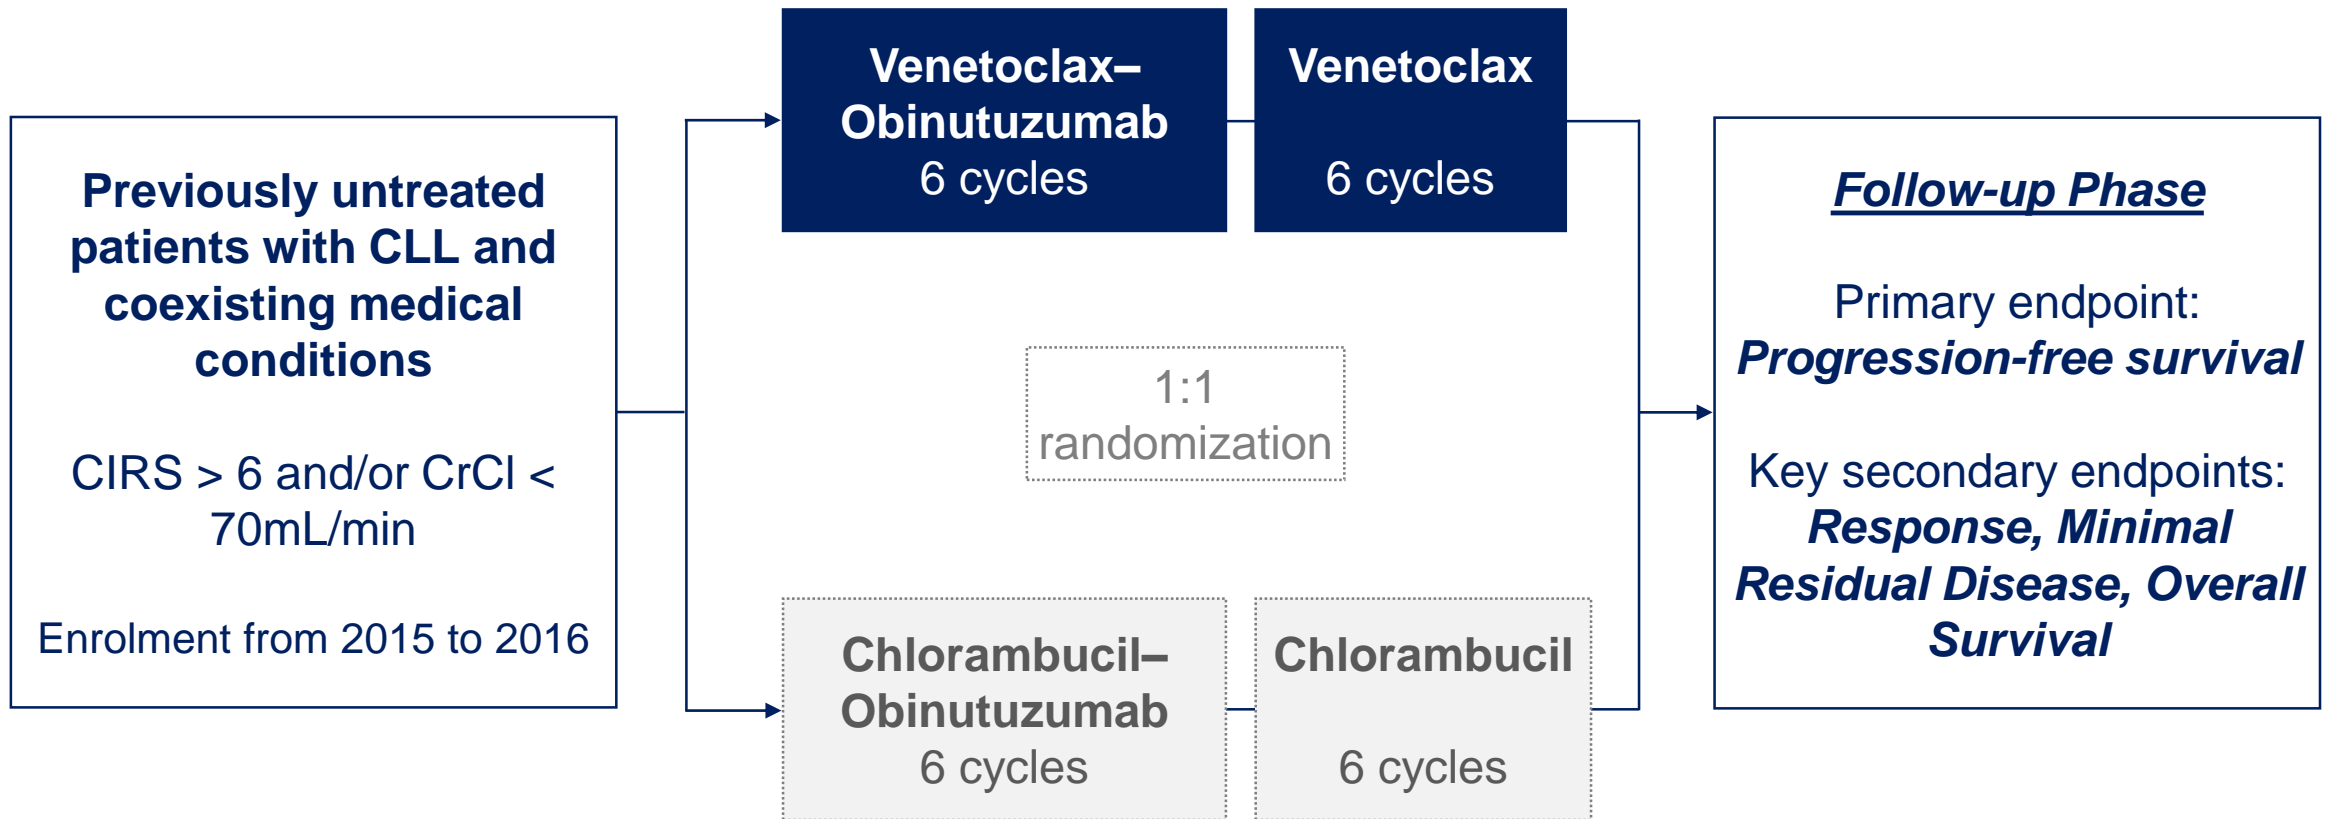 Previously untreated
patients with CLL and
coexisting medical
conditions
CIRS > 6 and/or CrCl <
70mL/min
Enrolment from 2015 to 2016
Venetoclax–
Obinutuzumab
6 cycles
Venetoclax
6 cycles
1:1
randomization
Chlorambucil–
Obinutuzumab
6 cycles
Chlorambucil
6 cycles
Follow-up Phase
Primary endpoint:
Progression-free survival
Key secondary endpoints:
Response, Minimal
Residual Disease, Overall
Survival